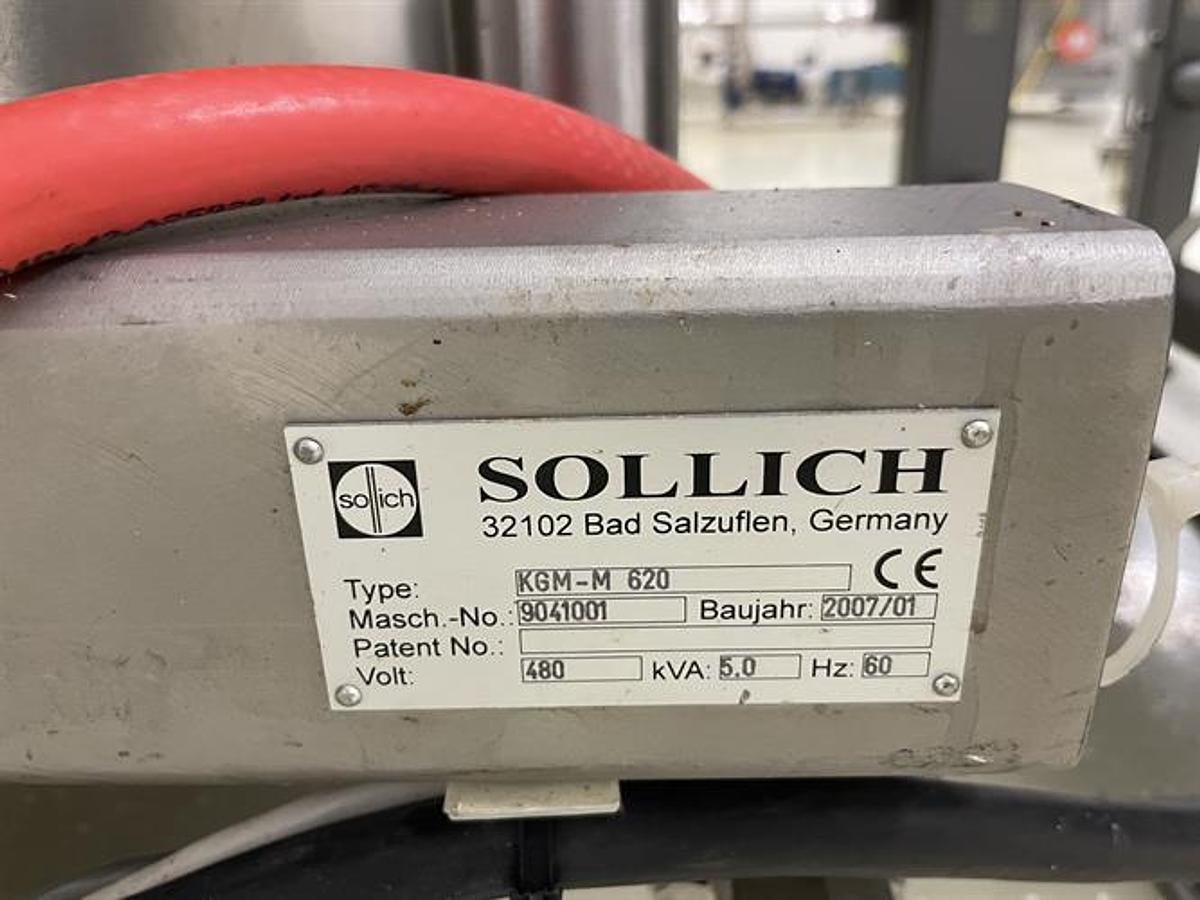 sollich
SOLLICH
32102 Bad Salzuflen, Germany
CE
Type: KGM-M 620
Masch.-No.: 9041001 Baujahr: 2007/01
Patent No.:
Volt: 480 kVA: 5.0 Hz: 60